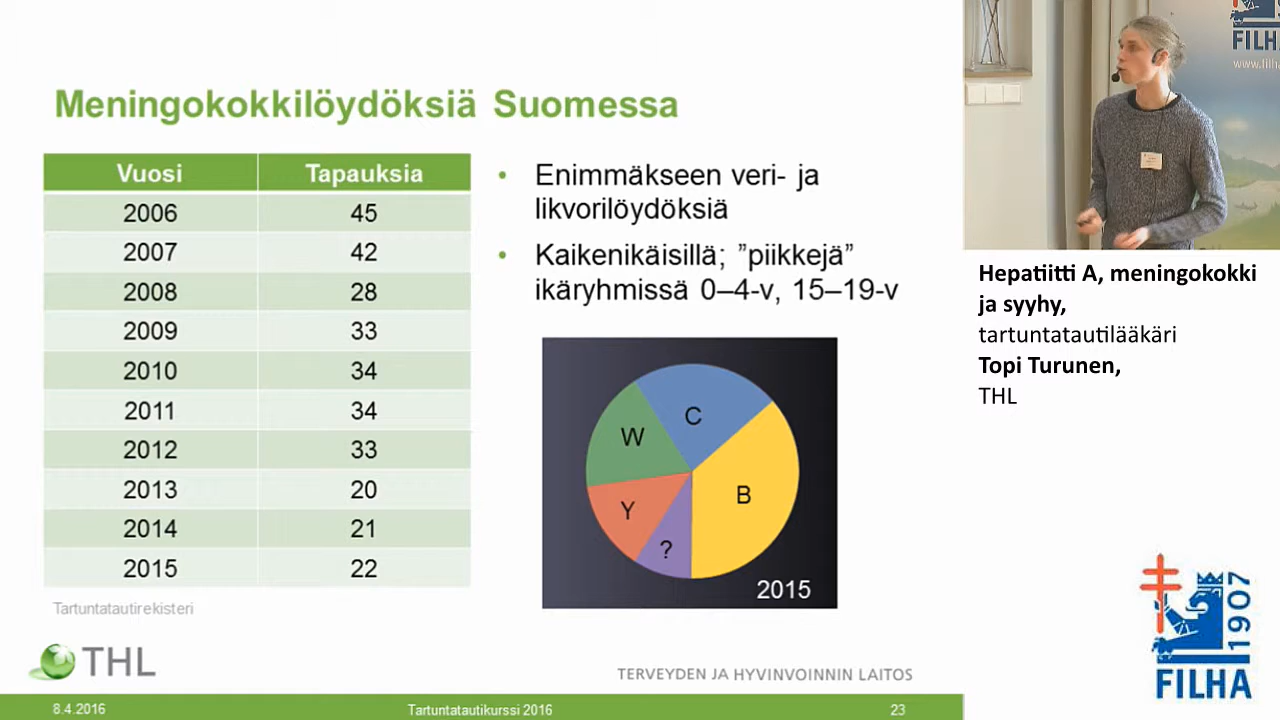 Meningokokkilöydöksiä Suomessa
Vuosi Tapauksia
2006 45
2007 42
2008 28
2009 33
2010 34
2011 34
2012 33
2013 20
2014 21
2015 22
Tartuntatautirekisteri
• Enimmäkseen veri- ja
likvorilöydöksiä
• Kaikenikäisillä; ”piikkejä”
ikäryhmissä 0–4-v, 15–19-v
C
W
B
Y
?
2015
THL
TERVEYDEN JA HYVINVOINNIN LAITOS
8.4.2016 Tartuntatautikurssi 2016 23
FILH
www.filh
Hepatiitti A, meningokokki
ja syyhy,
tartuntatautilääkäri
Topi Turunen,
THL
1907
FILHA